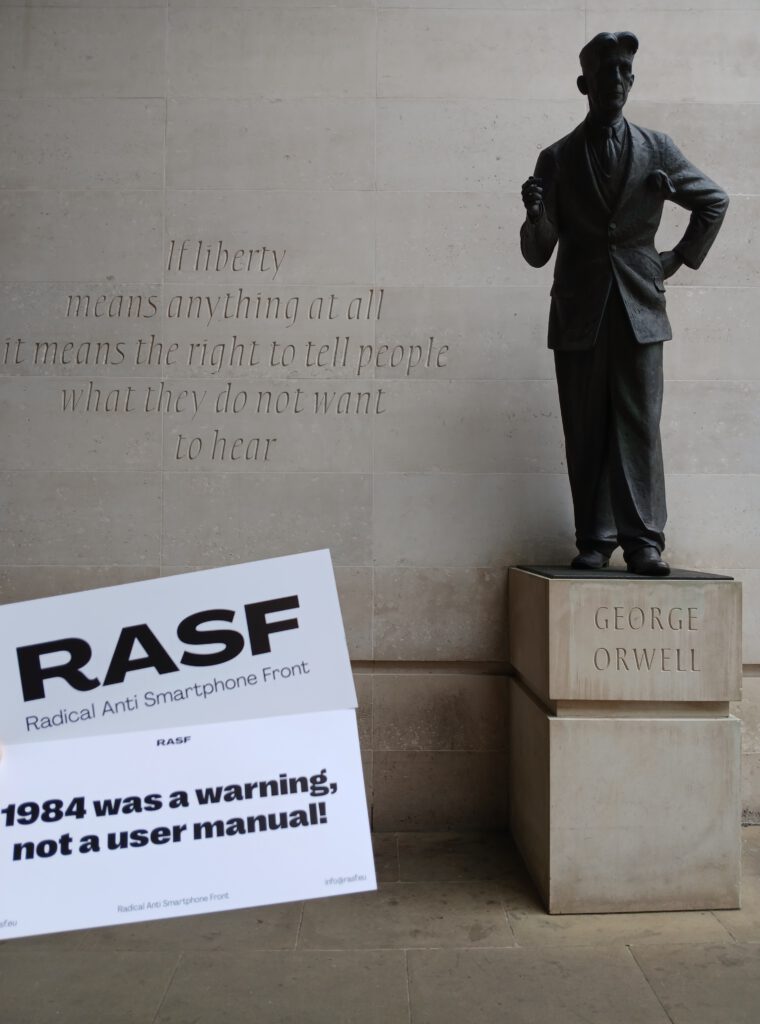 If liberty
means anything at all
it means the right to tell people
what they do not want
to hear
GEORGE
ORWELL
RASF
Radical Anti Smartphone Front
RASF
1984 was a warning,
not a user manual!
info@rasf.eu
Radical Anti Smartphone Front